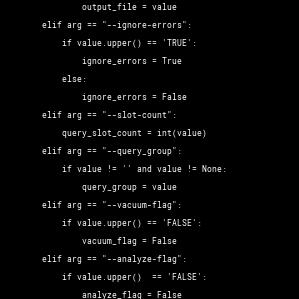 output_file = value
elif arg == "--ignore-errors":
if value.upper() == 'TRUE':
ignore_errors = True
else:
ignore_errors = False
elif arg == "--slot-count":
query_slot_count = int(value)
elif arg == "--query_group":
if value != '' and value != None:
query_group = value
elif arg == "--vacuum-flag":
if value.upper() == 'FALSE':
vacuum_flag = False
elif arg == "--analyze-flag":
if value.upper()  == 'FALSE':
analyze_flag = False